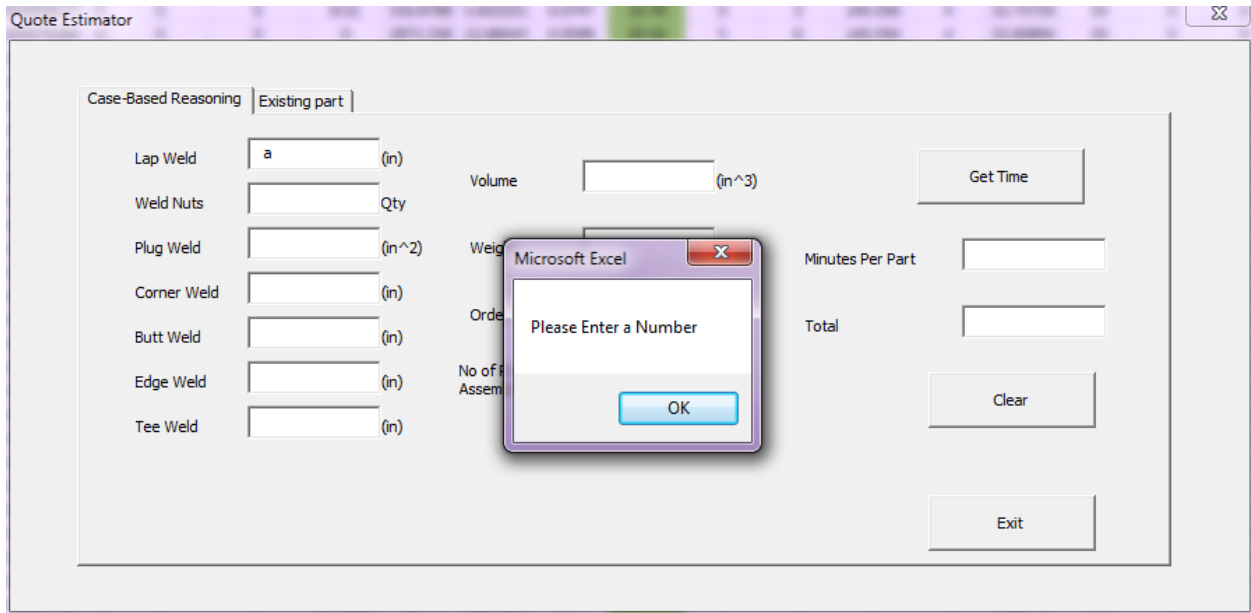 Quote Estimator
Case-Based Reasoning
Existing part
Lap Weld a (in)
Weld Nuts Qty
Plug Weld (in^2)
Corner Weld (in)
Butt Weld (in)
Edge Weld (in)
Tee Weld (in)
Volume (in^3)
Weig
Orde
No of
Assem
Microsoft Excel
Please Enter a Number
OK
Get Time
Minutes Per Part
Total
Clear
Exit